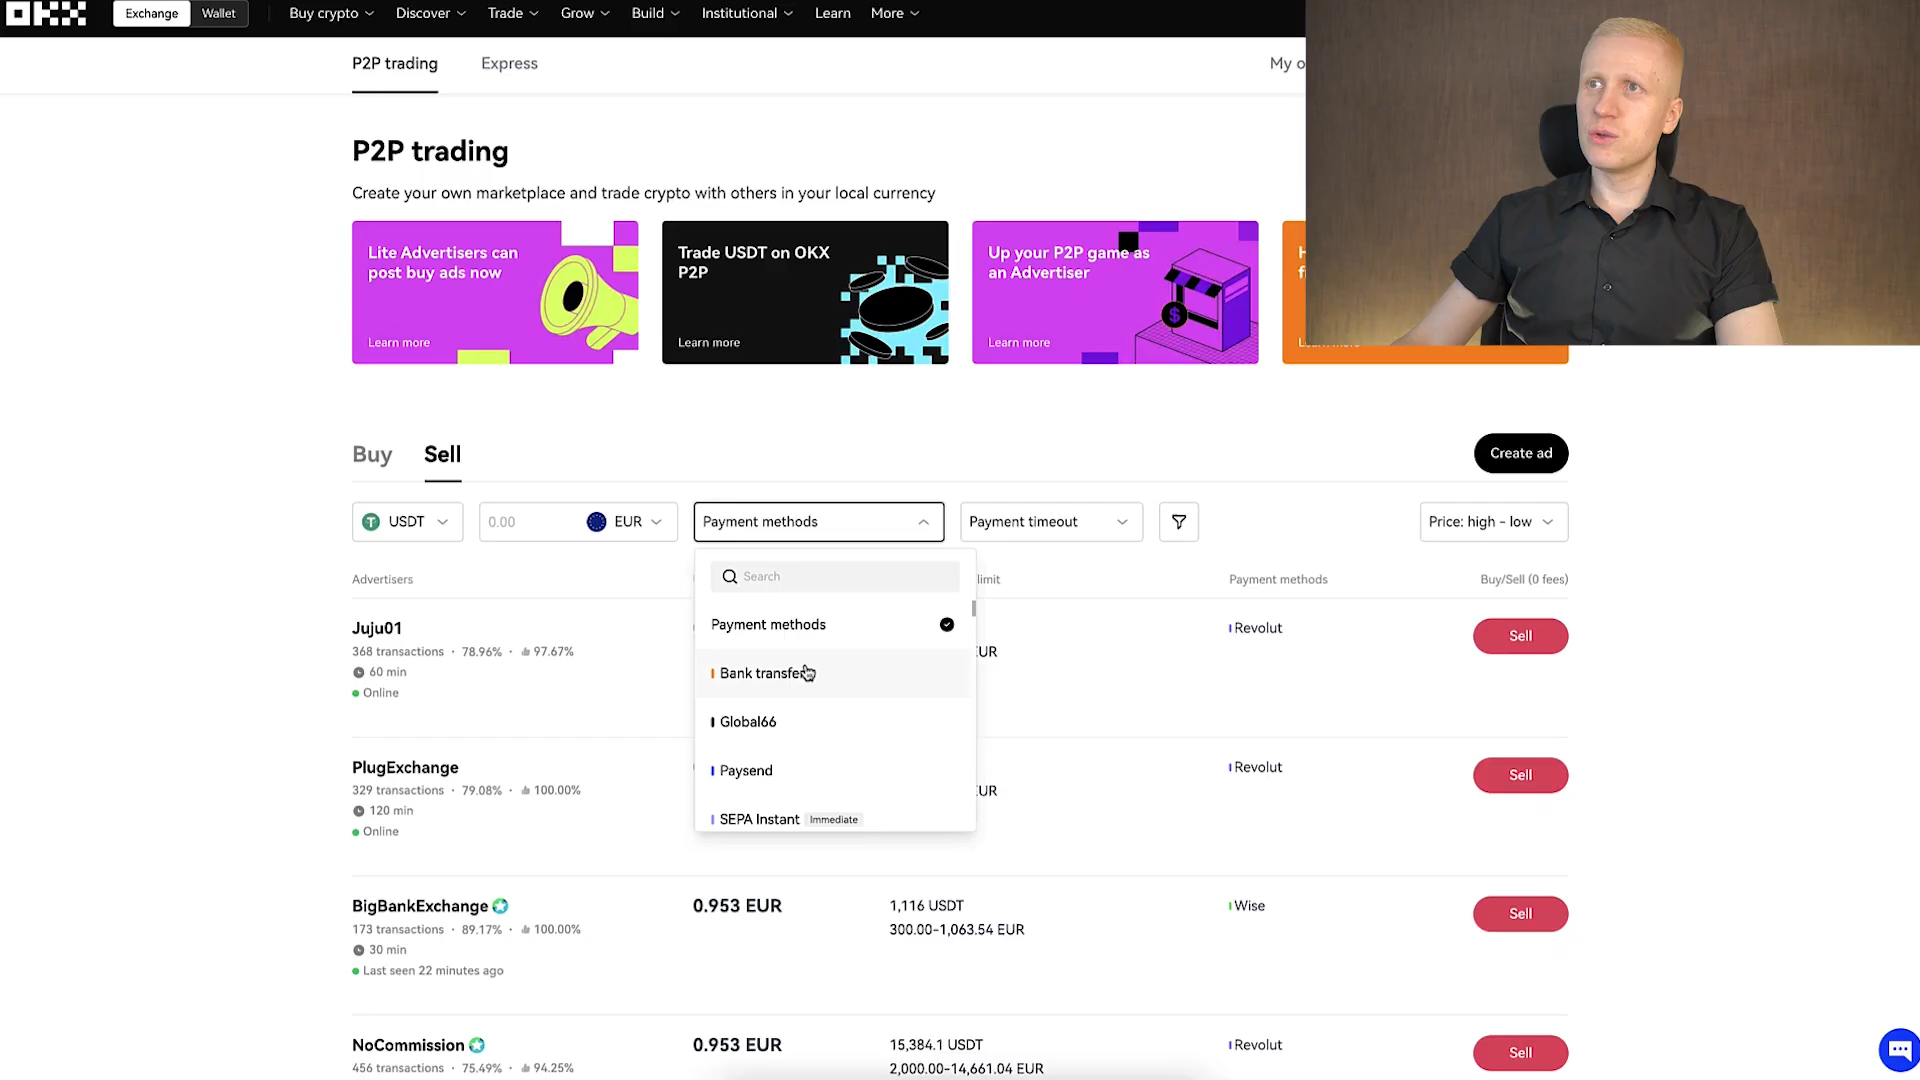 OKX
Exchange
Wallet
Buy crypto
Discover
Trade
Grow
Build
Institutional
Learn
More
P2P trading
Express
My o
P2P trading
Create your own marketplace and trade crypto with others in your local currency
Lite Advertisers can
post buy ads now
Learn more
Trade USDT on OKX
P2P
Learn more
Up your P2P game as
an Advertiser
$
Learn more
Buy
Sell
Create ad
USDT
0.00
EUR
Payment methods
Payment timeout
Price: high - low
Search
Payment methods
Bank transfer
Global66
Paysend
SEPA Instant Immediate
Advertisers
limit
Payment methods
Buy/Sell (0 fees)
Juju01
368 transactions · 78.96% · 97.67%
60 min
Online
UR
Revolut
Sell
PlugExchange
329 transactions · 79.08% · 100.00%
120 min
Online
UR
Revolut
Sell
BigBankExchange
173 transactions · 89.17% · 100.00%
30 min
Last seen 22 minutes ago
0.953 EUR
1,116 USDT
300.00-1,063.54 EUR
Wise
Sell
NoCommission
456 transactions · 75.49% · 94.25%
0.953 EUR
15,384.1 USDT
2,000.00-14,661.04 EUR
Revolut
Sell